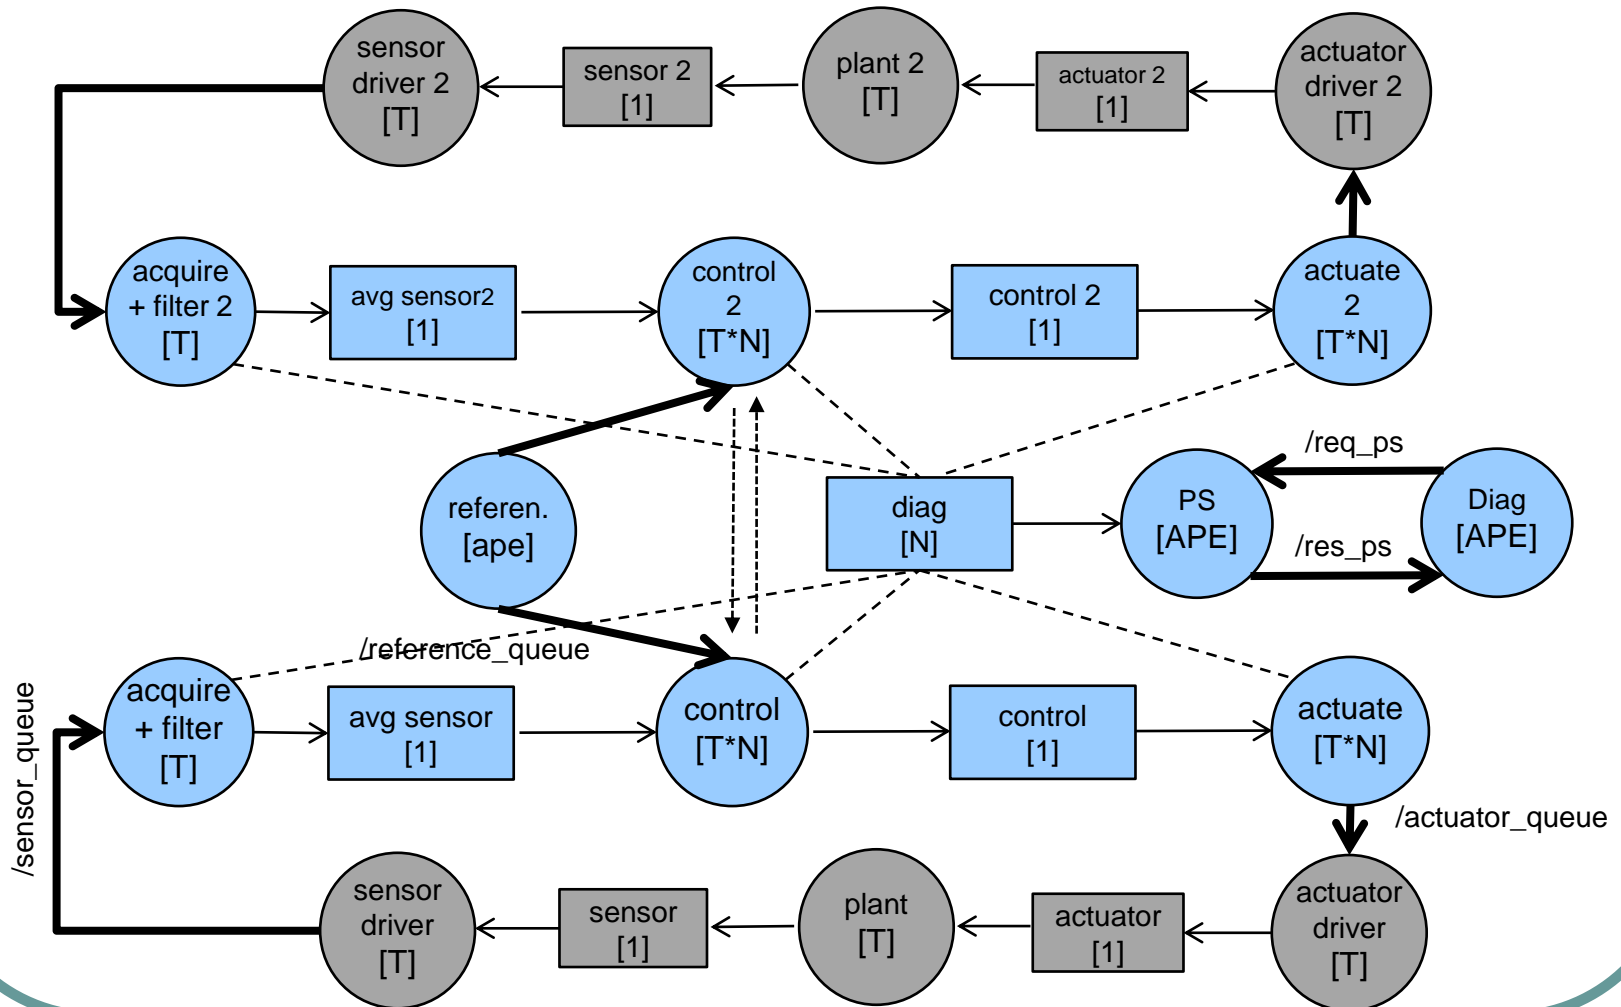 sensor
driver 2
[T]
sensor 2
[1]
plant 2
[T]
actuator 2
[1]
actuator
driver 2
[T]
acquire
+ filter 2
[T]
avg sensor2
[1]
control
2
[T*N]
control 2
[1]
actuate
2
[T*N]
referen.
[ape]
diag
[N]
PS
[APE]
/req_ps
/res_ps
Diag
[APE]
/reference_queue
/sensor_queue
acquire
+ filter
[T]
avg sensor
[1]
control
[T*N]
control
[1]
actuate
[T*N]
/actuator_queue
sensor
driver
[T]
sensor
[1]
plant
[T]
actuator
[1]
actuator
driver
[T]